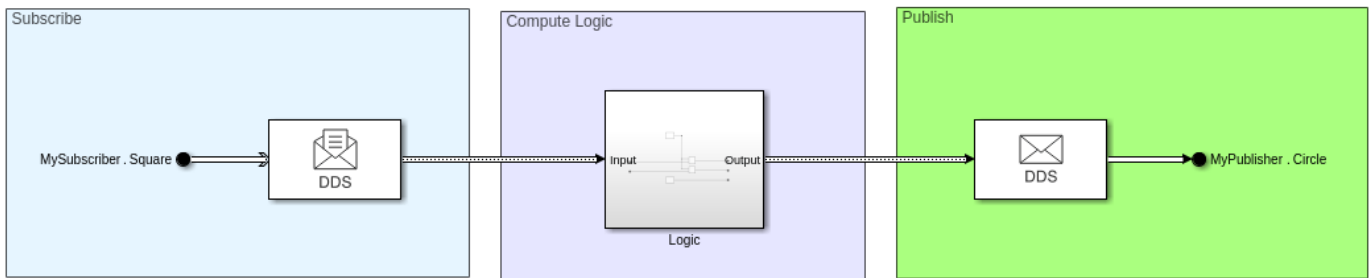 Subscribe
Compute Logic
Publish
MySubscriber . Square
DDS
Input
Output
Logic
DDS
MyPublisher . Circle